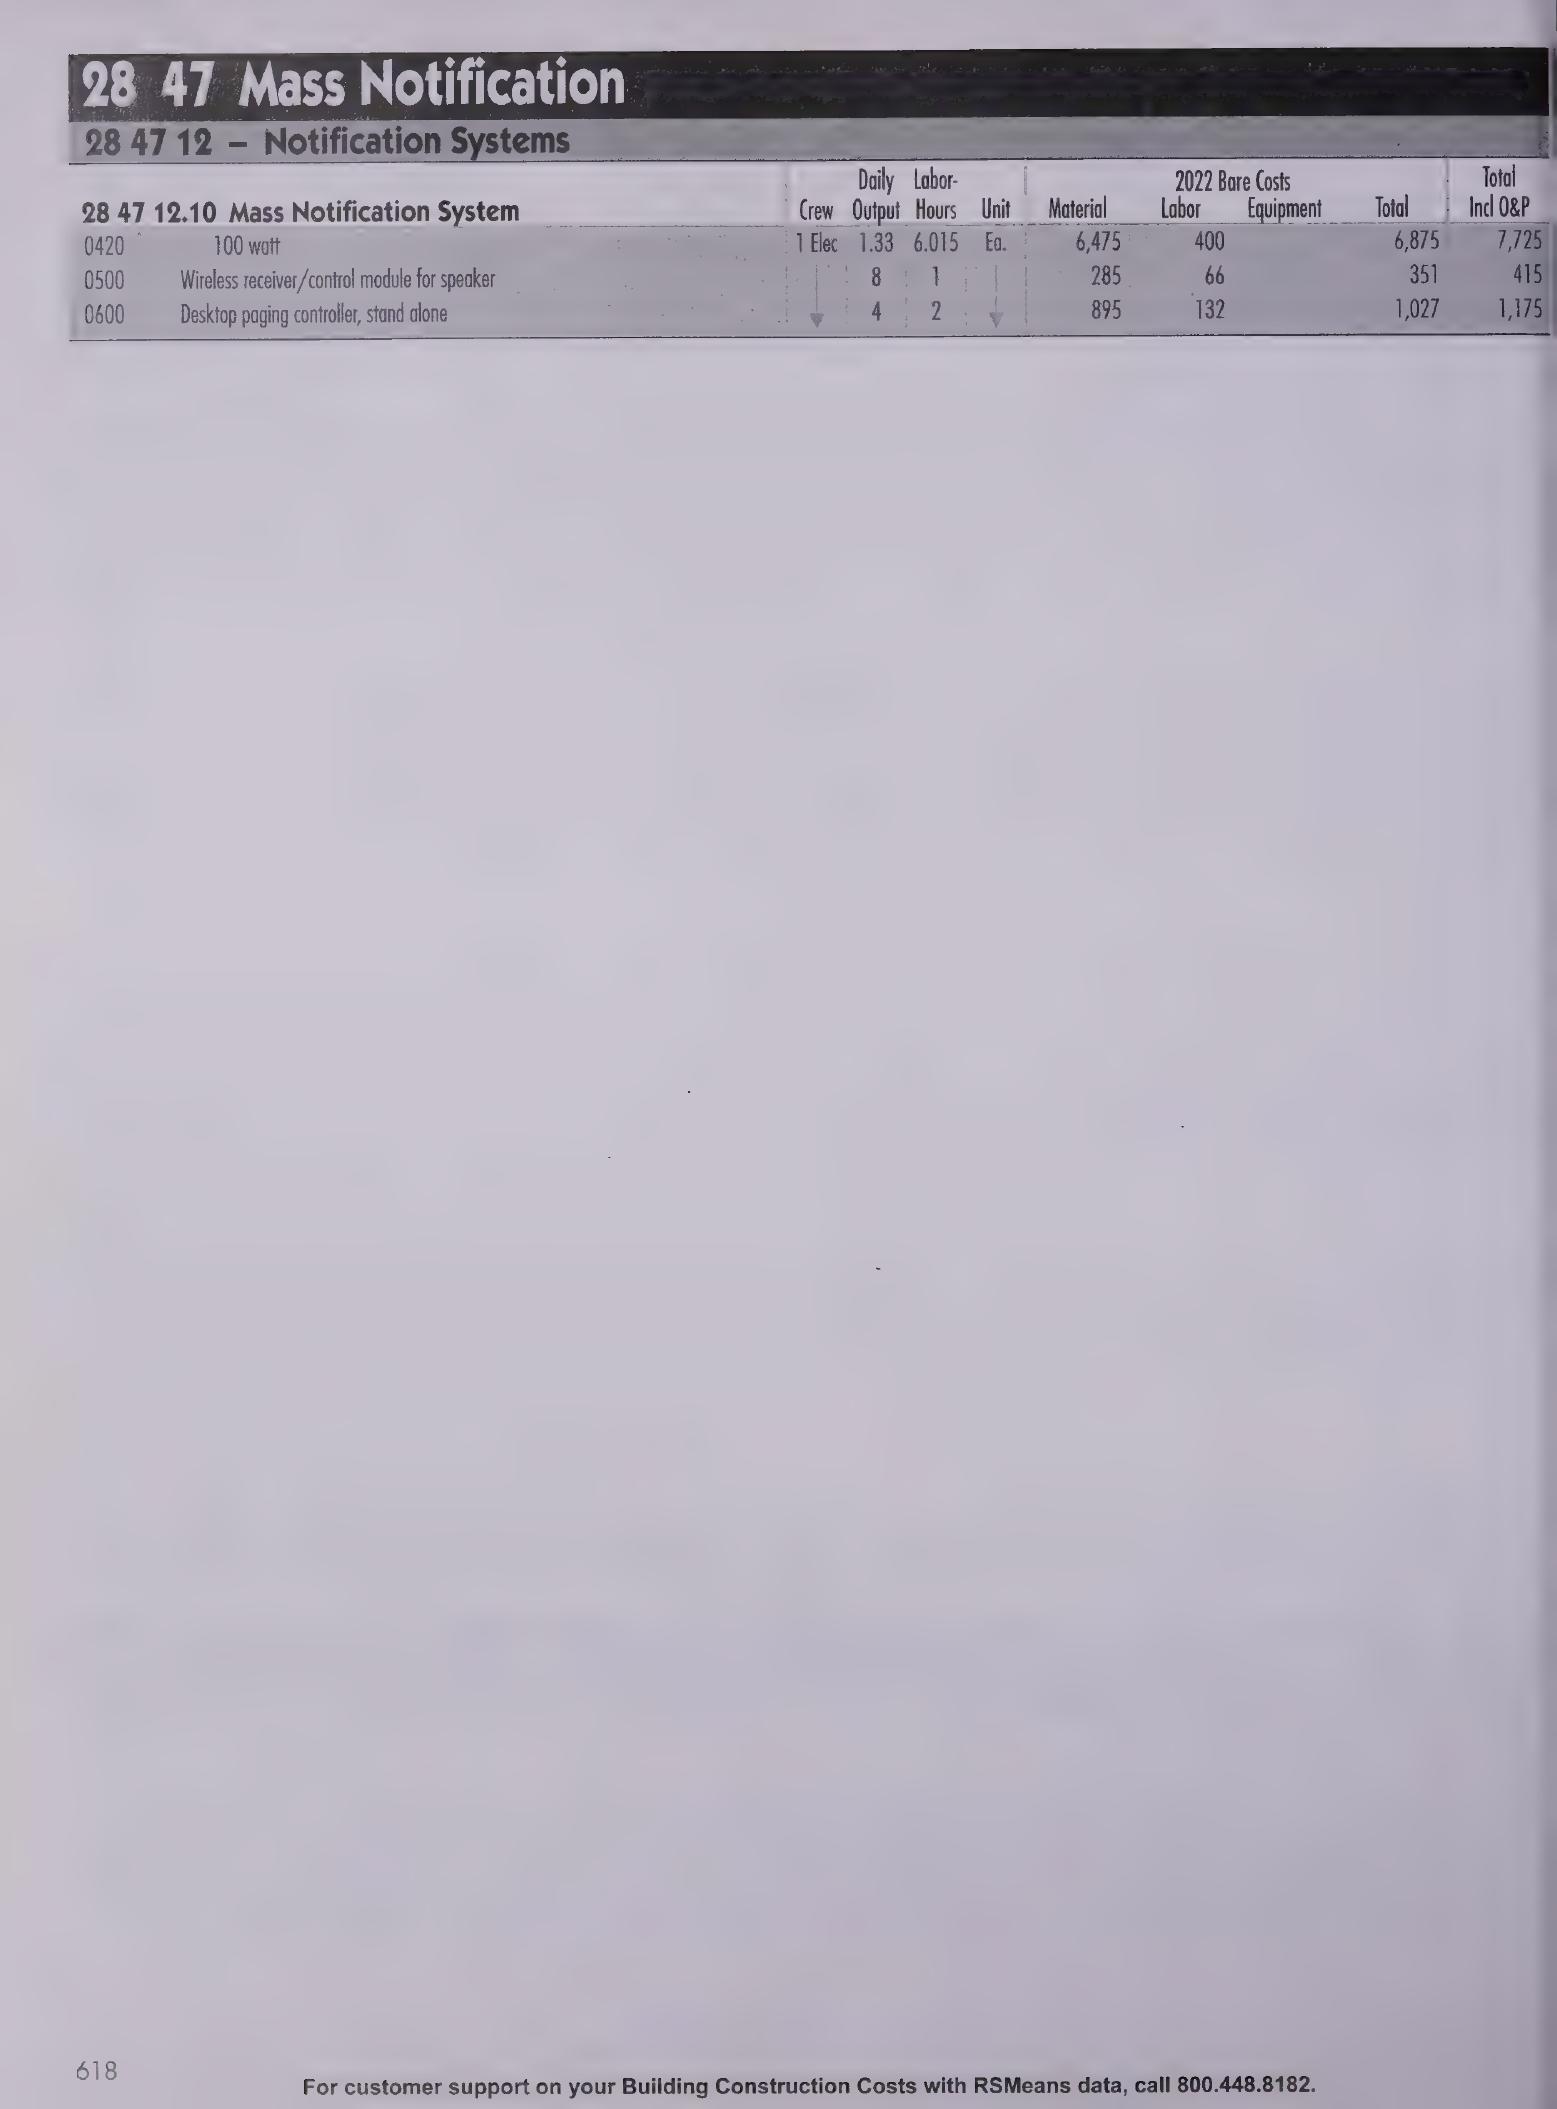 28 47 Mass Notification
28 47 12 – Notification Systems
28 47 12.10 Mass Notification System Crew Daily Output Labor-Hours Unit Material 2022 Bare Costs Labor Equipment Total Total Incl O&P
0420 100 watt 1 Elec 1.33 6.015 Ea. 6,475 400 6,875 7,725
0500 Wireless receiver/control module for speaker 8 1 285 66 351 415
0600 Desktop paging controller, stand alone 4 2 895 132 1,027 1,175
618
For customer support on your Building Construction Costs with RSMeans data, call 800.448.8182.